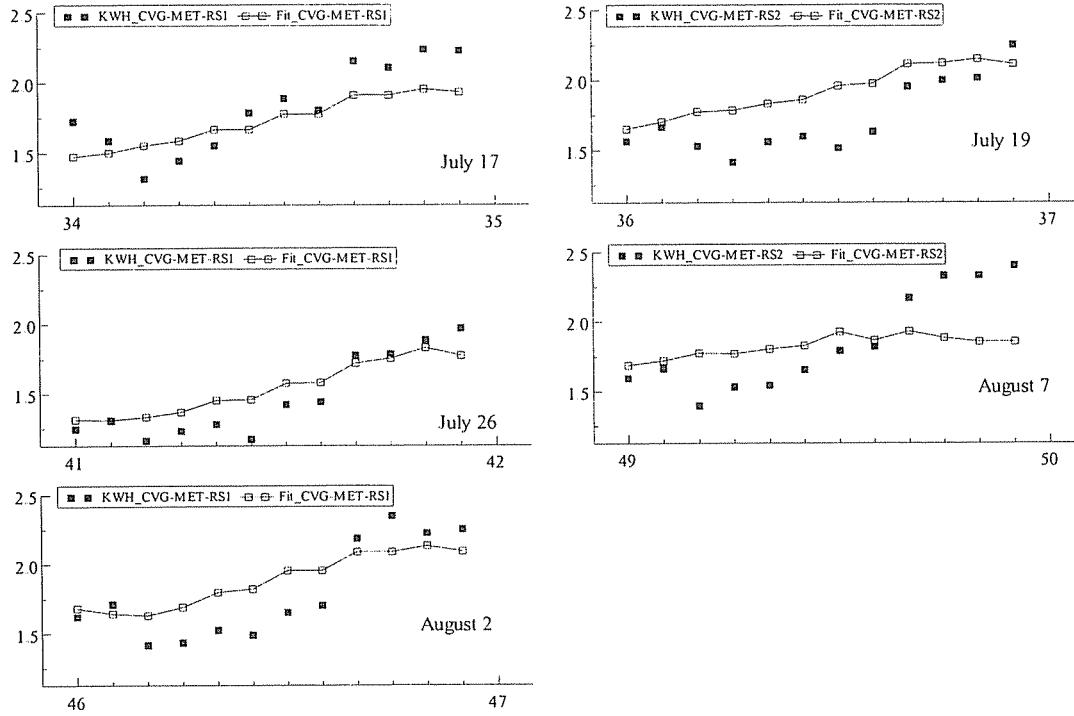 KWH_CVG-MET-RS1 Fit_CVG-MET-RS1
2.5
2.0
1.5
July 17
34 35
KWH_CVG-MET-RS2 Fit_CVG-MET-RS2
2.5
2.0
1.5
July 19
36 37
KWH_CVG-MET-RS1 Fit_CVG-MET-RS1
2.5
2.0
1.5
July 26
41 42
KWH_CVG-MET-RS2 Fit_CVG-MET-RS2
2.5
2.0
1.5
August 7
49 50
KWH_CVG-MET-RS1 Fit_CVG-MET-RS1
2.5
2.0
1.5
August 2
46 47